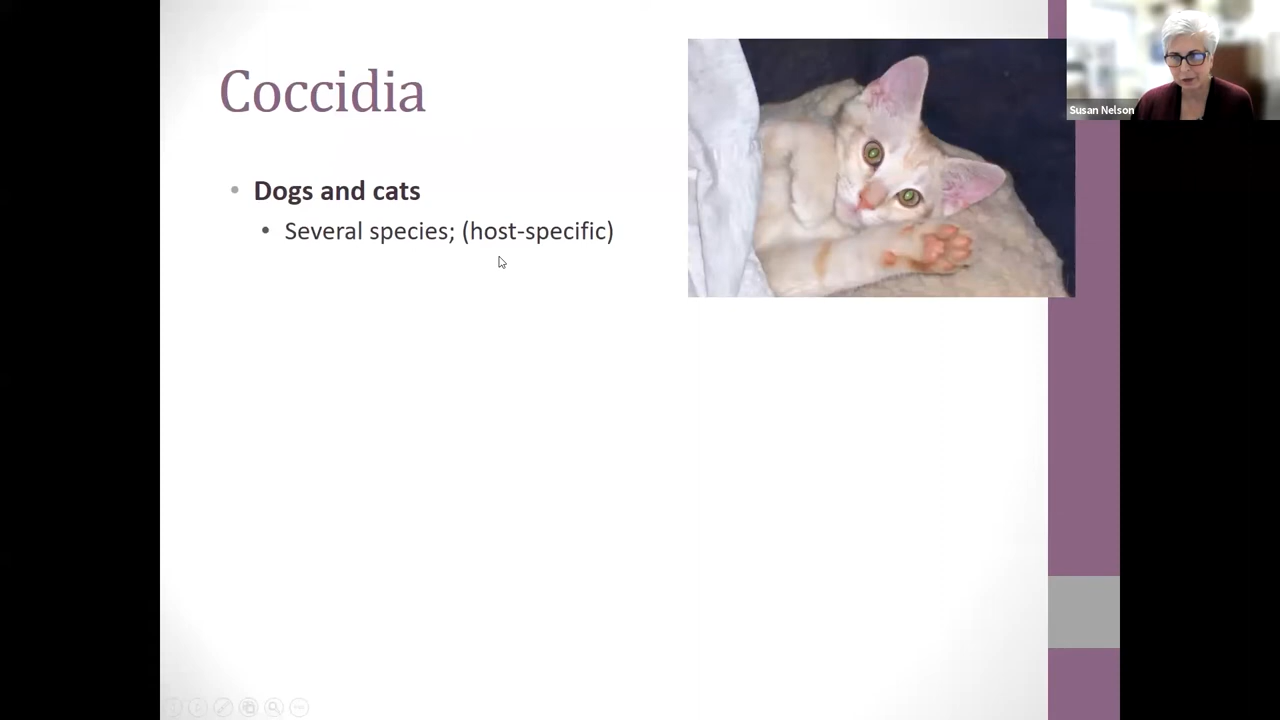 Coccidia
Dogs and cats
Several species; (host-specific)
Susan Nelson